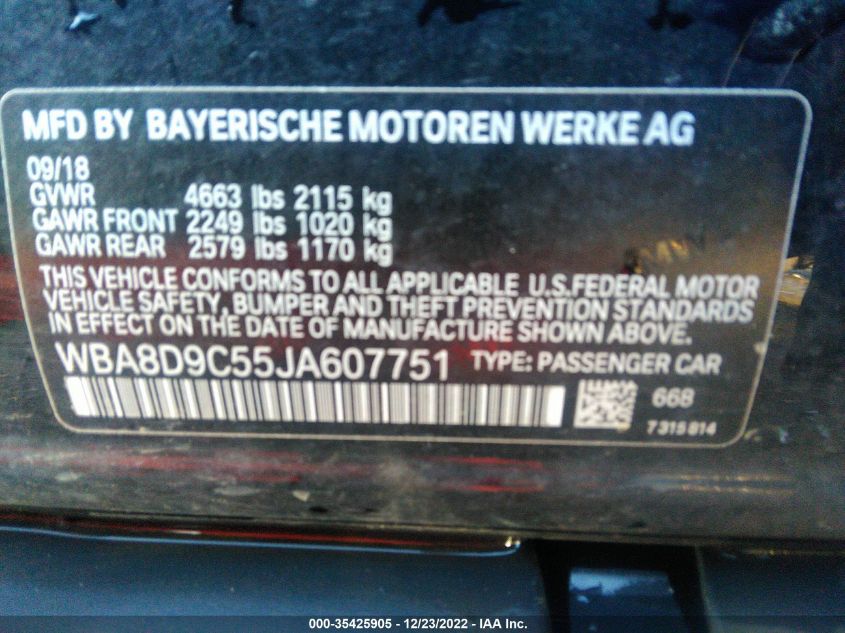 MFD BY BAYERISCHE MOTOREN WERKE AG
09/18
GVWR 4663 lbs 2115 kg
GAWR FRONT 2249 lbs 1020 kg
GAWR REAR 2579 lbs 1170 kg
THIS VEHICLE CONFORMS TO ALL APPLICABLE U.S.FEDERAL MOTOR
VEHICLE SAFETY, BUMPER AND THEFT PREVENTION STANDARDS
IN EFFECT ON THE DATE OF MANUFACTURE SHOWN ABOVE.
WBA8D9C55JA607751 TYPE: PASSENGER CAR
668
7315814
000-35425905 - 12/23/2022 - IAA Inc.